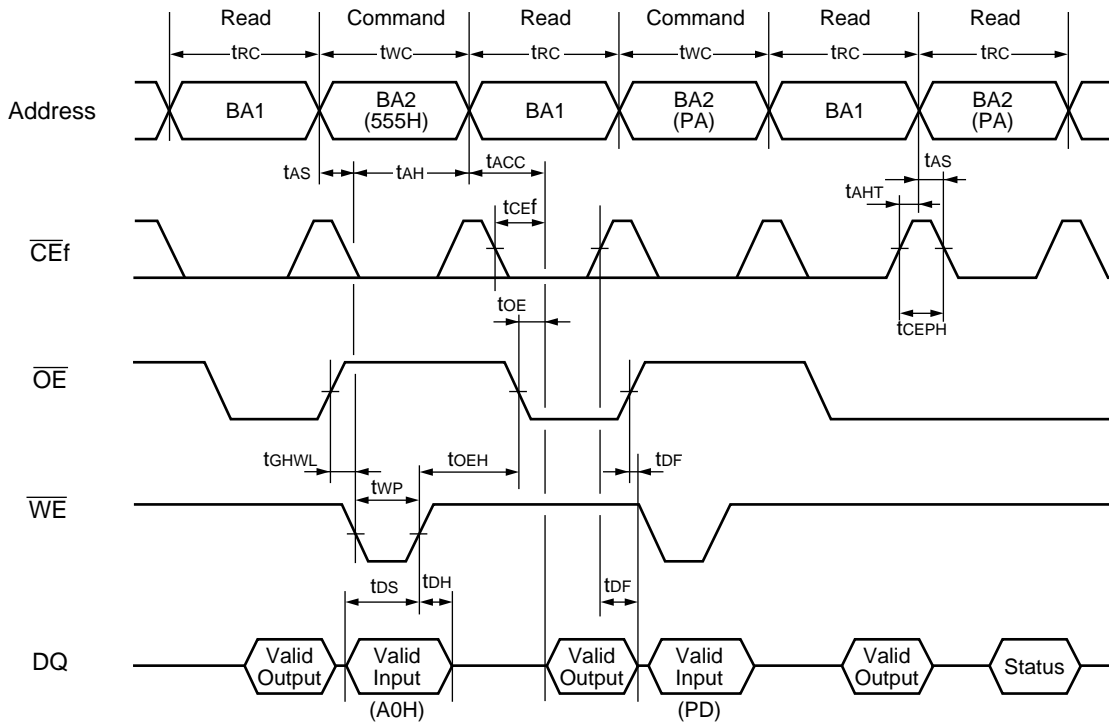 Read Command Read Command Read Read
tRC tWC tRC tWC tRC tRC
Address BA1 BA2 (555H) BA1 BA2 (PA) BA1 BA2 (PA)
tAS tAH tACC tAS
tAHT
tCEf
CEf
tOE tCEPH
OE
tGHWL tOEH tDF
tWP
WE
tDS tDH tDF
DQ Valid Output Valid Input Valid Output Valid Input Valid Output Status
(A0H) (PD)